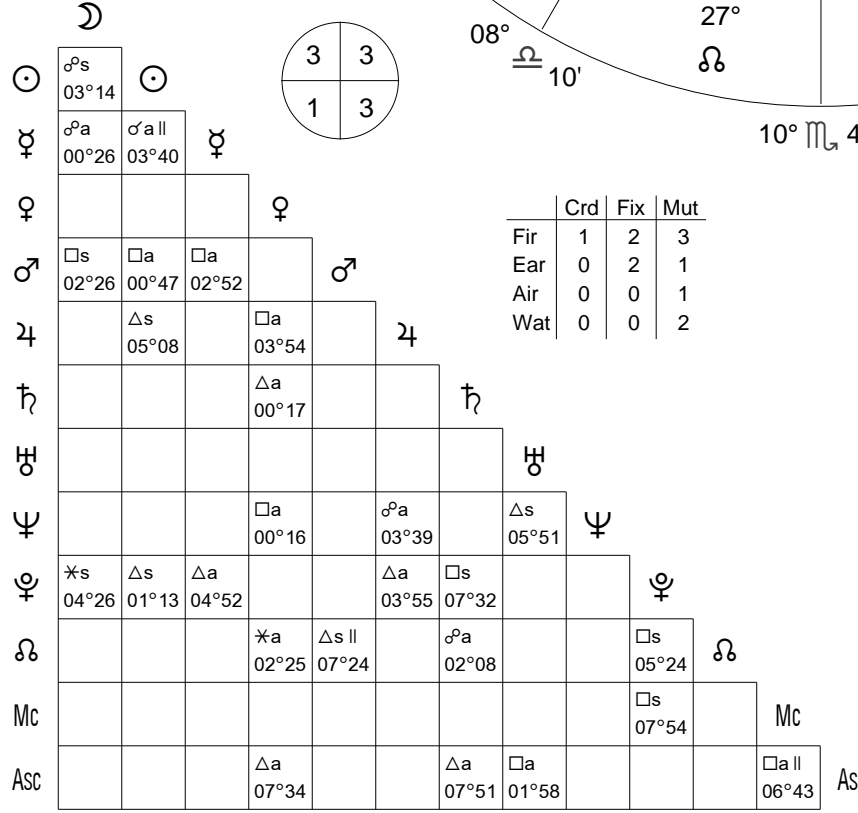 ☽
27°
08° ♎ 10'
☊
10° ♏ 4
3 3
1 3
☉ ☍s ☉
03°14
☿ ☍a ☌a || ☿
00°26 03°40
♀ ♀
♂ □s □a □a ♂
02°26 00°47 02°52
♃ △s □a ♃
05°08 03°54
♄ △a ♄
00°17
♅ ♅
♆ □a ☍a △s ♆
00°16 03°39 05°51
♇ ⚹s △s △a △a □s ♇
04°26 01°13 04°52 03°55 07°32
☊ ⚹a △s || ☍a □s ☊
02°25 07°24 02°08 05°24
Mc □s Mc
07°54
Asc △a △a □a □a || As
07°34 07°51 01°58 06°43
Crd Fix Mut
Fir 1 2 3
Ear 0 2 1
Air 0 0 1
Wat 0 0 2